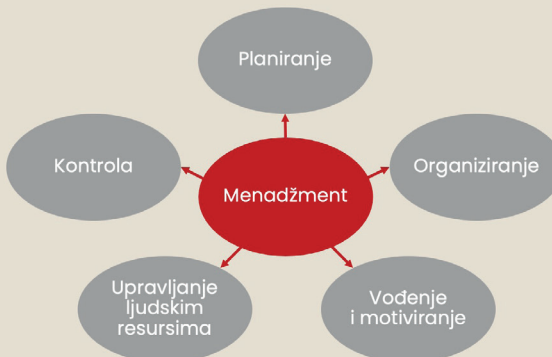 Planiranje
Kontrola
Menadžment
Organiziranje
Upravljanje
ljudskim
resursima
Vođenje
i motiviranje